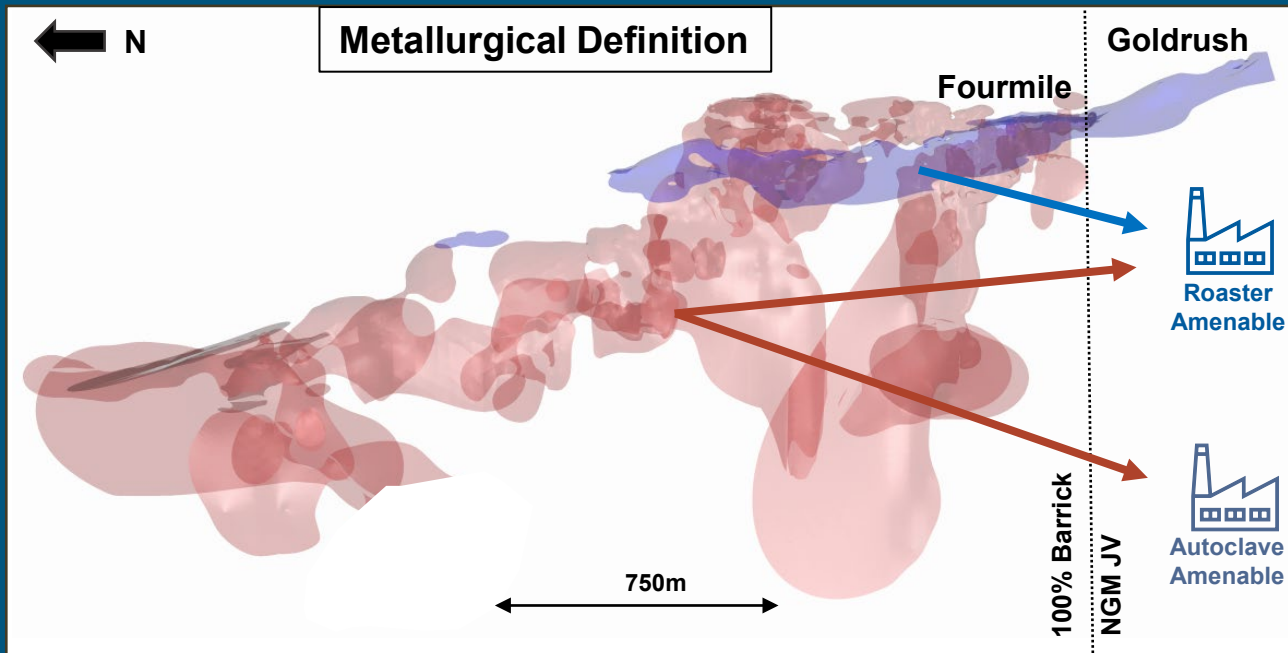 N
Metallurgical Definition
Goldrush
Fourmile
Roaster
Amenable
100% Barrick
NGM JV
Autoclave
Amenable
750m